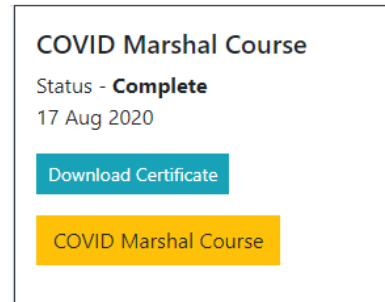 COVID Marshal Course
Status - Complete
17 Aug 2020
Download Certificate
COVID Marshal Course